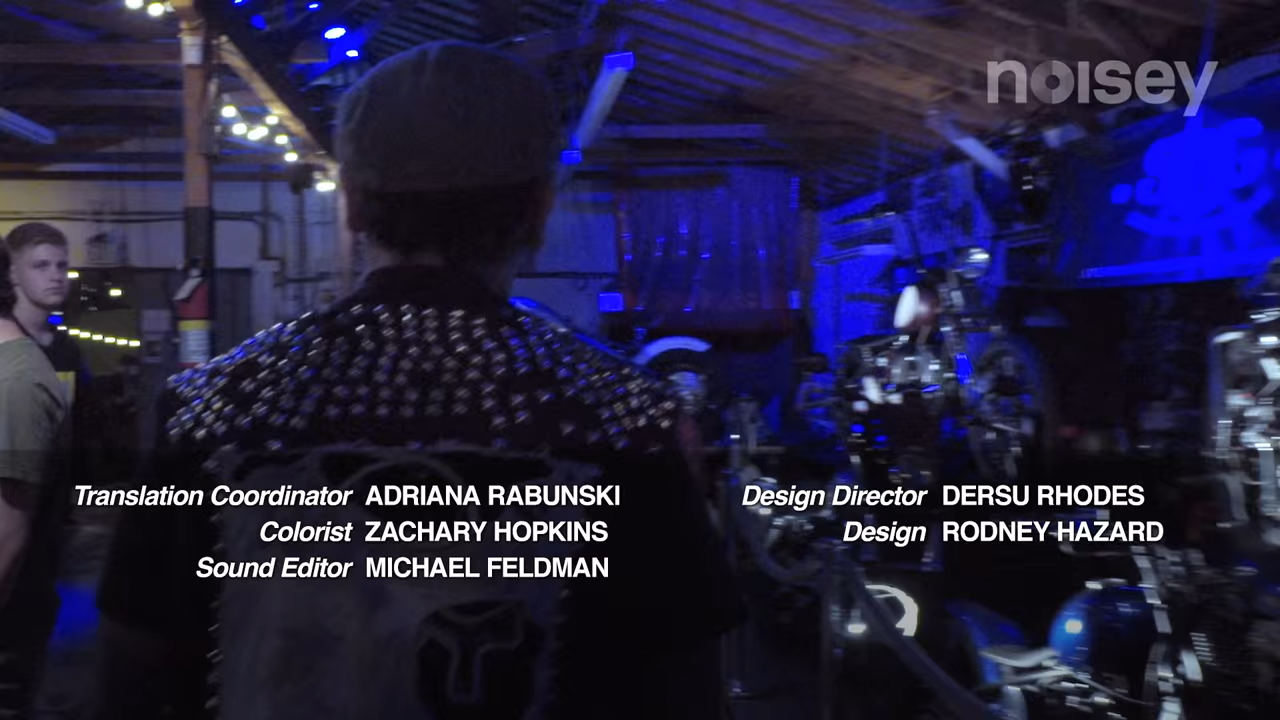 noisey
Translation Coordinator ADRIANA RABUNSKI
Colorist ZACHARY HOPKINS
Sound Editor MICHAEL FELDMAN
Design Director DERSU RHODES
Design RODNEY HAZARD